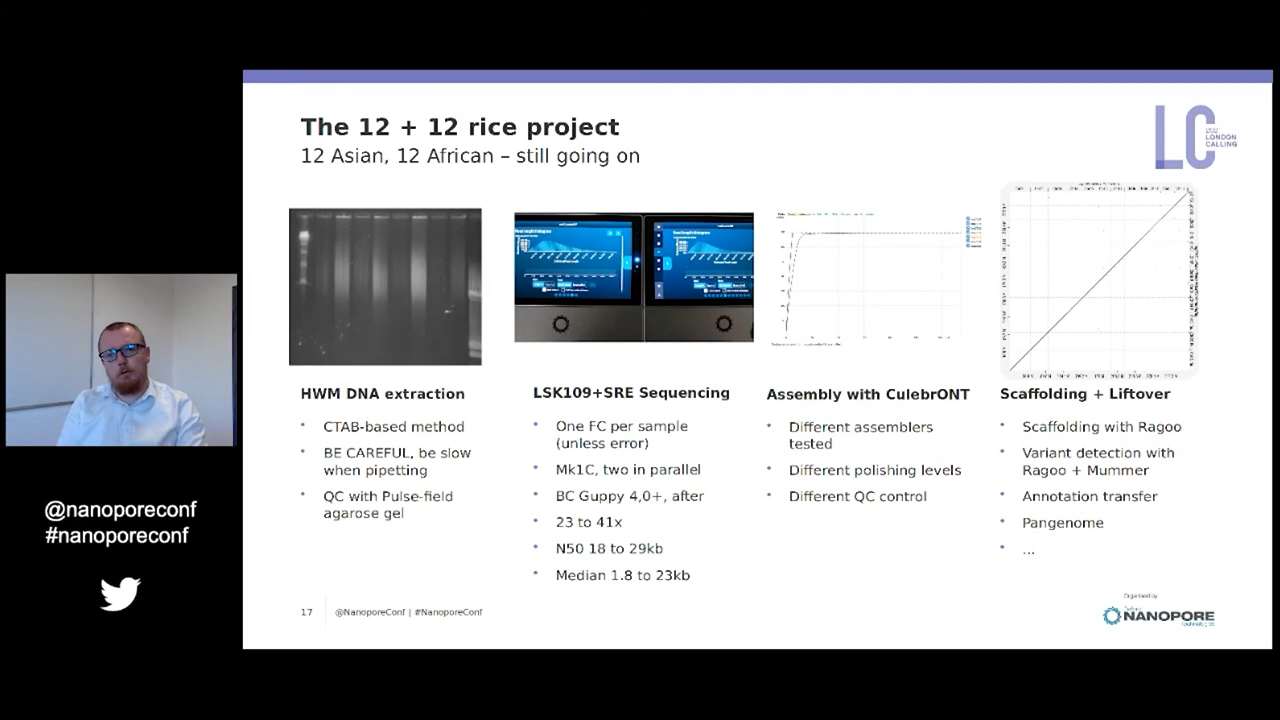 The 12 + 12 rice project
12 Asian, 12 African – still going on
LC
LONDON
CALLING
HWM DNA extraction
• CTAB-based method
• BE CAREFUL, be slow
when pipetting
• QC with Pulse-field
agarose gel
LSK109+SRE Sequencing
• One FC per sample
(unless error)
• Mk1C, two in parallel
• BC Guppy 4,0+, after
• 23 to 41x
• N50 18 to 29kb
• Median 1.8 to 23kb
Assembly with CulebrONT
• Different assemblers
tested
• Different polishing levels
• Different QC control
Scaffolding + Liftover
• Scaffolding with Ragoo
• Variant detection with
Ragoo + Mummer
• Annotation transfer
• Pangenome
• ...
@nanoporeconf
#nanoporeconf
17
@NanoporeConf | #NanoporeConf
Organised by
NANOPORE